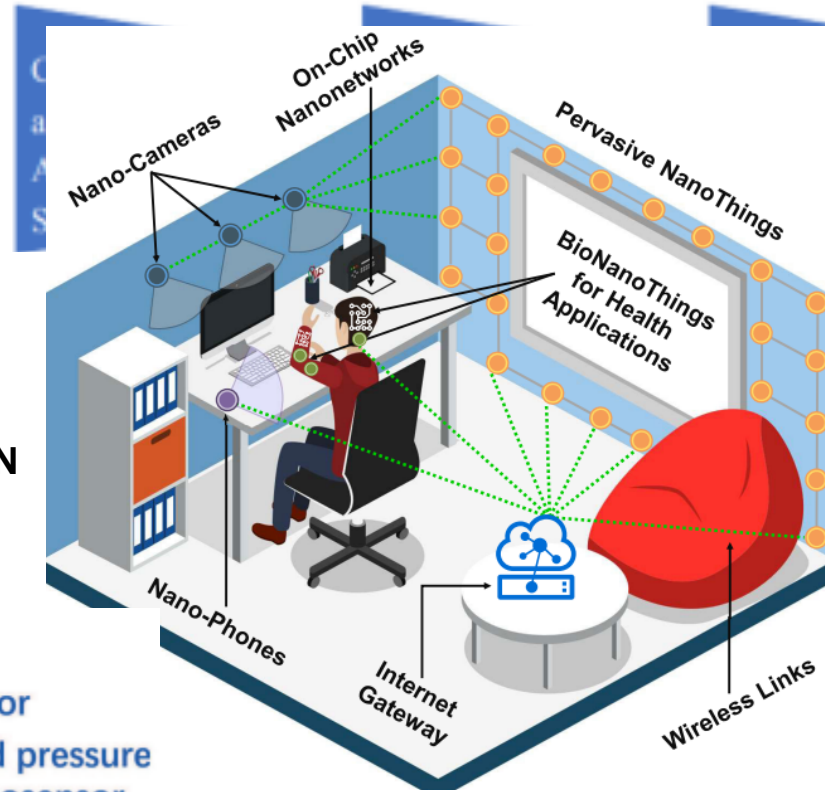 On-Chip
Nanonetworks
Nano-Cameras
Pervasive NanoThings
BioNanoThings
for Health
Applications
N
Nano-Phones
Internet
Gateway
Wireless Links
or
pressure